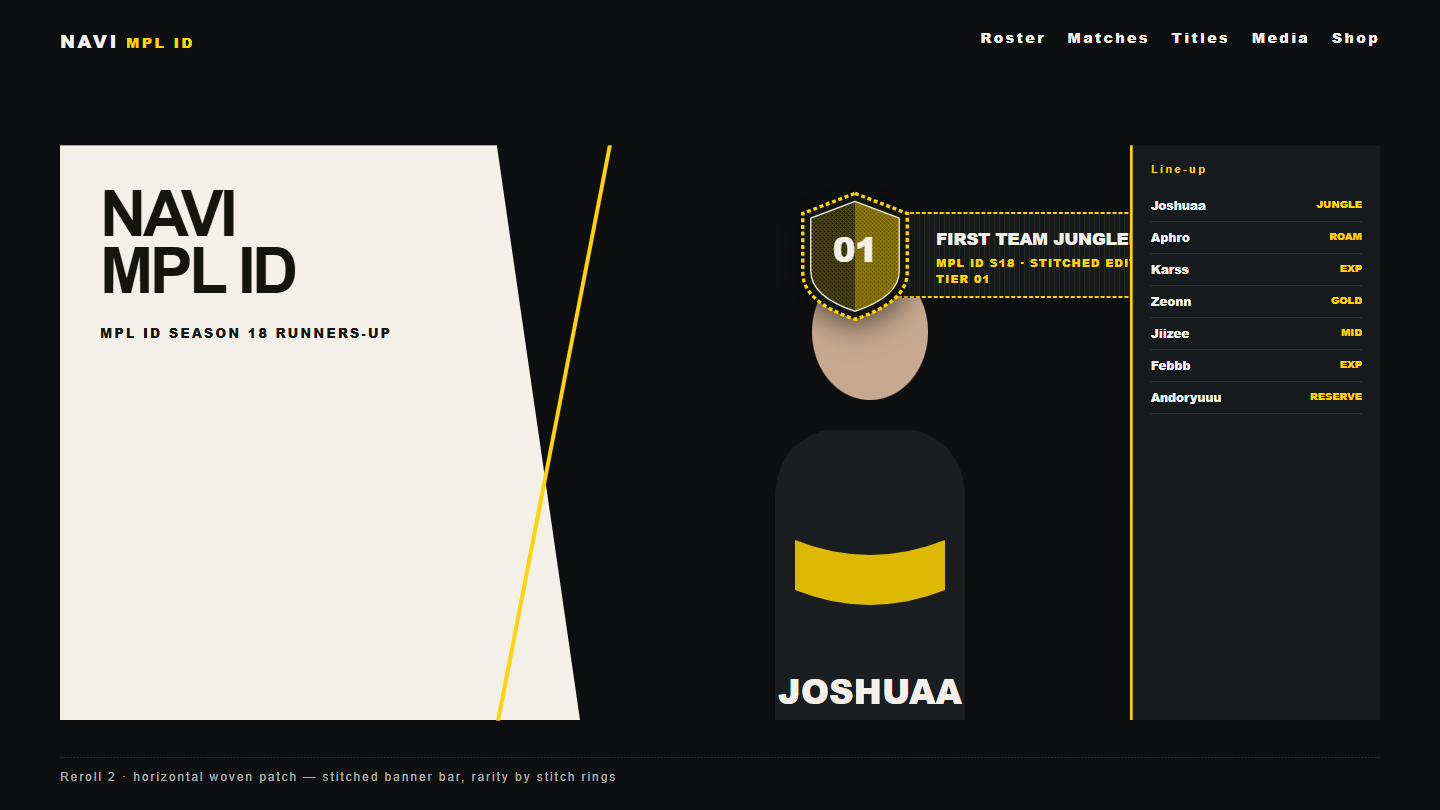 NAVI MPL ID
Roster Matches Titles Media Shop
NAVI
MPL ID
MPL ID SEASON 18 RUNNERS-UP
01
FIRST TEAM JUNGLE
MPL ID S18 · STITCHED
TIER 01
JOSHUAA
Line-up
Joshuaa JUNGLE
Aphro ROAM
Karss EXP
Zeonn GOLD
Jiizee MID
Febbb EXP
Andoryuuu RESERVE
Reroll 2 · horizontal woven patch — stitched banner bar, rarity by stitch rings